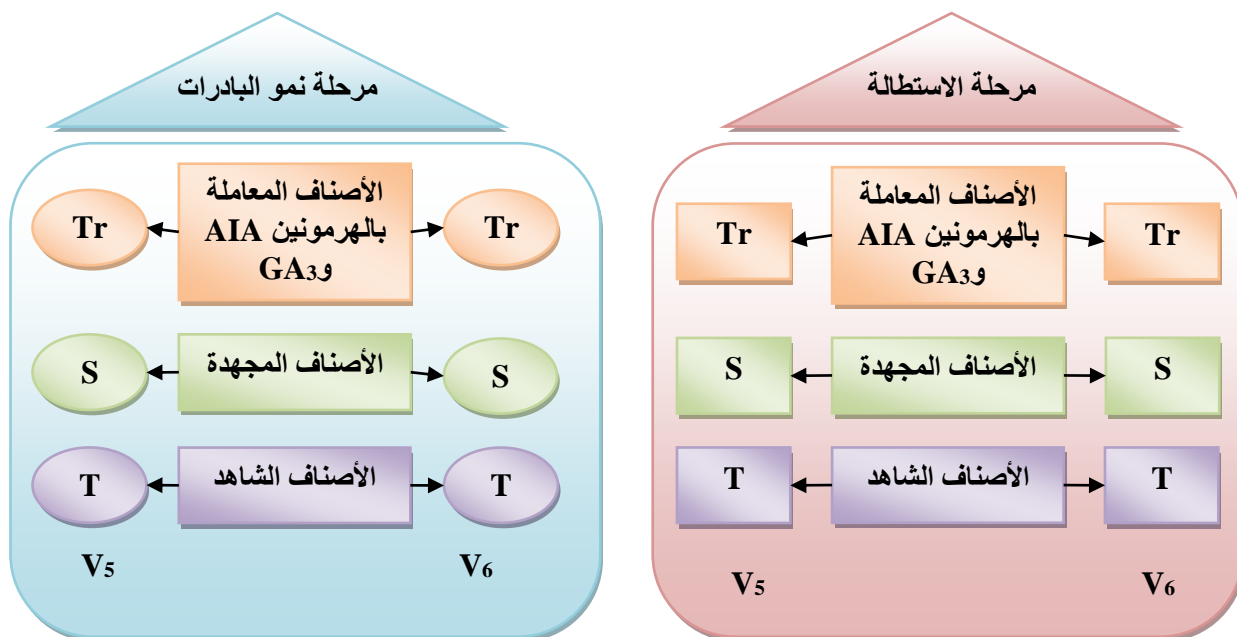 مرحلة الاستطالة
الأصناف المعاملة
بالهرمونين AIA
وGA₃
Tr
Tr
الأصناف المجهدة
S
S
الأصناف الشاهد
T
T
V₆
V₅
مرحلة نمو البادرات
الأصناف المعاملة
بالهرمونين AIA
وGA₃
Tr
Tr
الأصناف المجهدة
S
S
الأصناف الشاهد
T
T
V₆
V₅